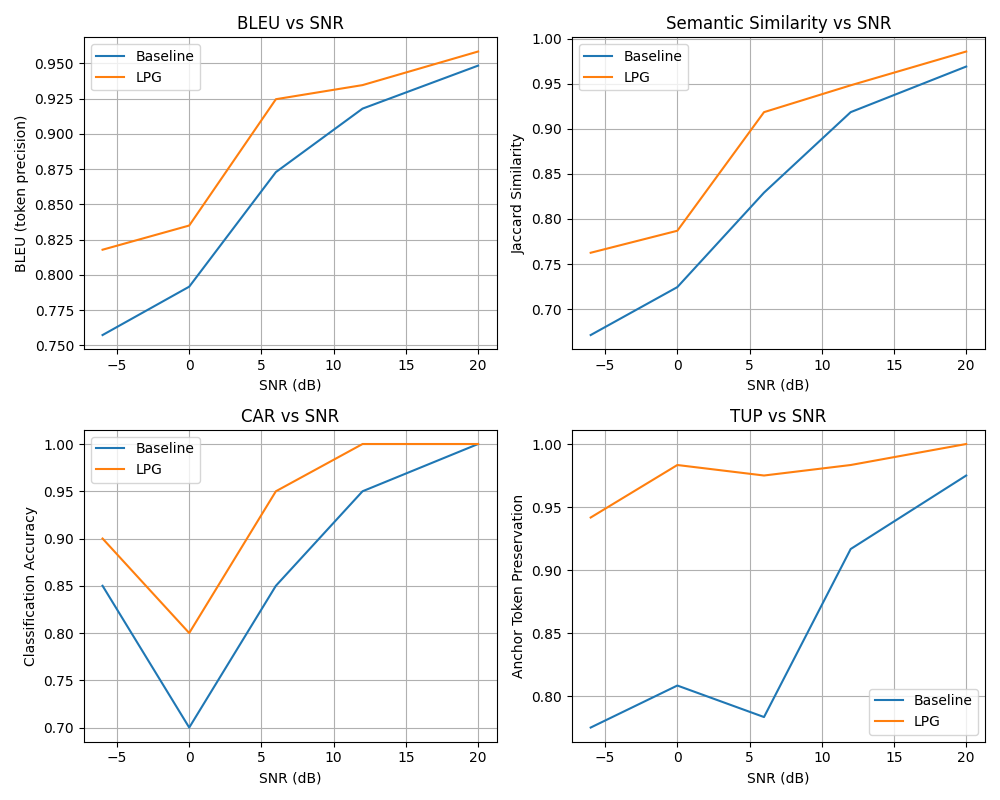 BLEU vs SNR
BLEU (token precision)
0.950
0.925
0.900
0.875
0.850
0.825
0.800
0.775
0.750
Baseline
LPG
−5 0 5 10 15 20
SNR (dB)
Semantic Similarity vs SNR
Jaccard Similarity
1.00
0.95
0.90
0.85
0.80
0.75
0.70
Baseline
LPG
−5 0 5 10 15 20
SNR (dB)
CAR vs SNR
Classification Accuracy
1.00
0.95
0.90
0.85
0.80
0.75
0.70
Baseline
LPG
−5 0 5 10 15 20
SNR (dB)
TUP vs SNR
Anchor Token Preservation
1.00
0.95
0.90
0.85
0.80
Baseline
LPG
−5 0 5 10 15 20
SNR (dB)